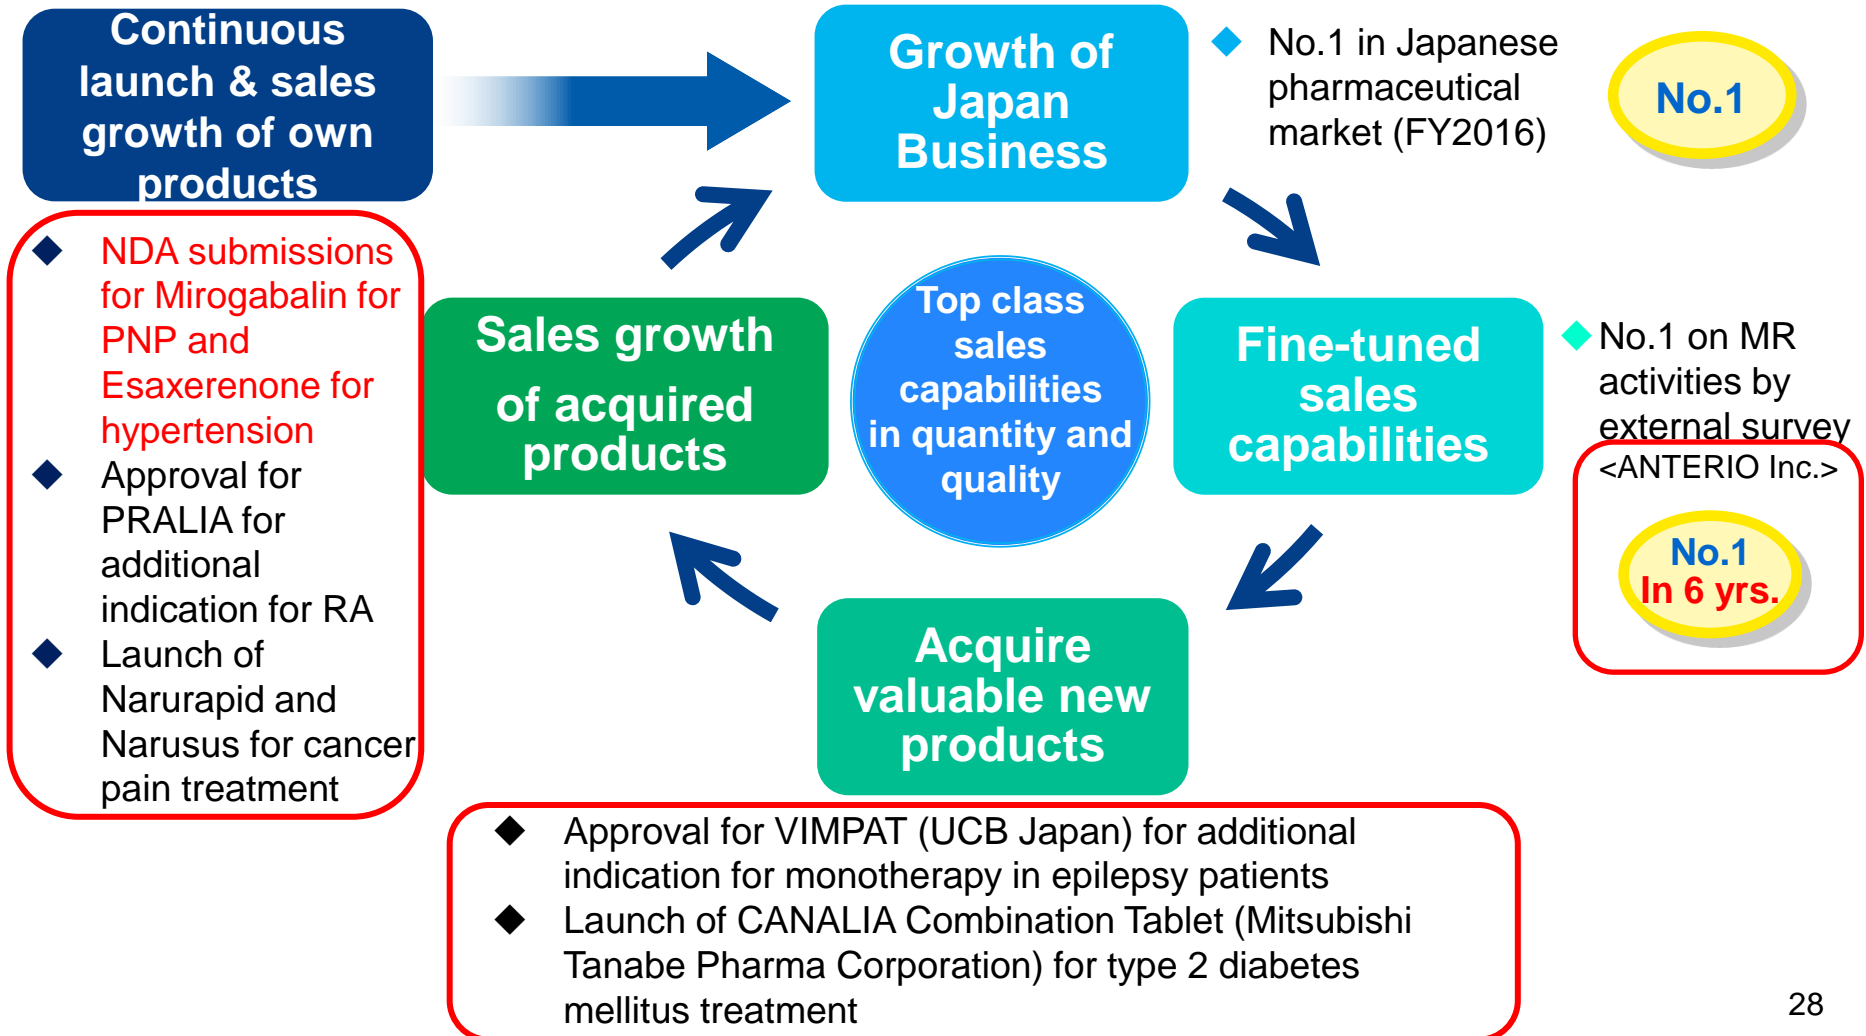 Continuous
launch & sales
growth of own
products
Growth of
Japan
Business
No.1 in Japanese
pharmaceutical
market (FY2016)
No.1
NDA submissions
for Mirogabalin for
PNP and
Esaxerenone for
hypertension
Approval for
PRALIA for
additional
indication for RA
Launch of
Narurapid and
Narusus for cancer
pain treatment
Sales growth
of acquired
products
Top class
sales
capabilities
in quantity and
quality
Fine-tuned
sales
capabilities
No.1 on MR
activities by
external survey
<ANTERIO Inc.>
No.1
In 6 yrs.
Acquire
valuable new
products
Approval for VIMPAT (UCB Japan) for additional
indication for monotherapy in epilepsy patients
Launch of CANALIA Combination Tablet (Mitsubishi
Tanabe Pharma Corporation) for type 2 diabetes
mellitus treatment
28